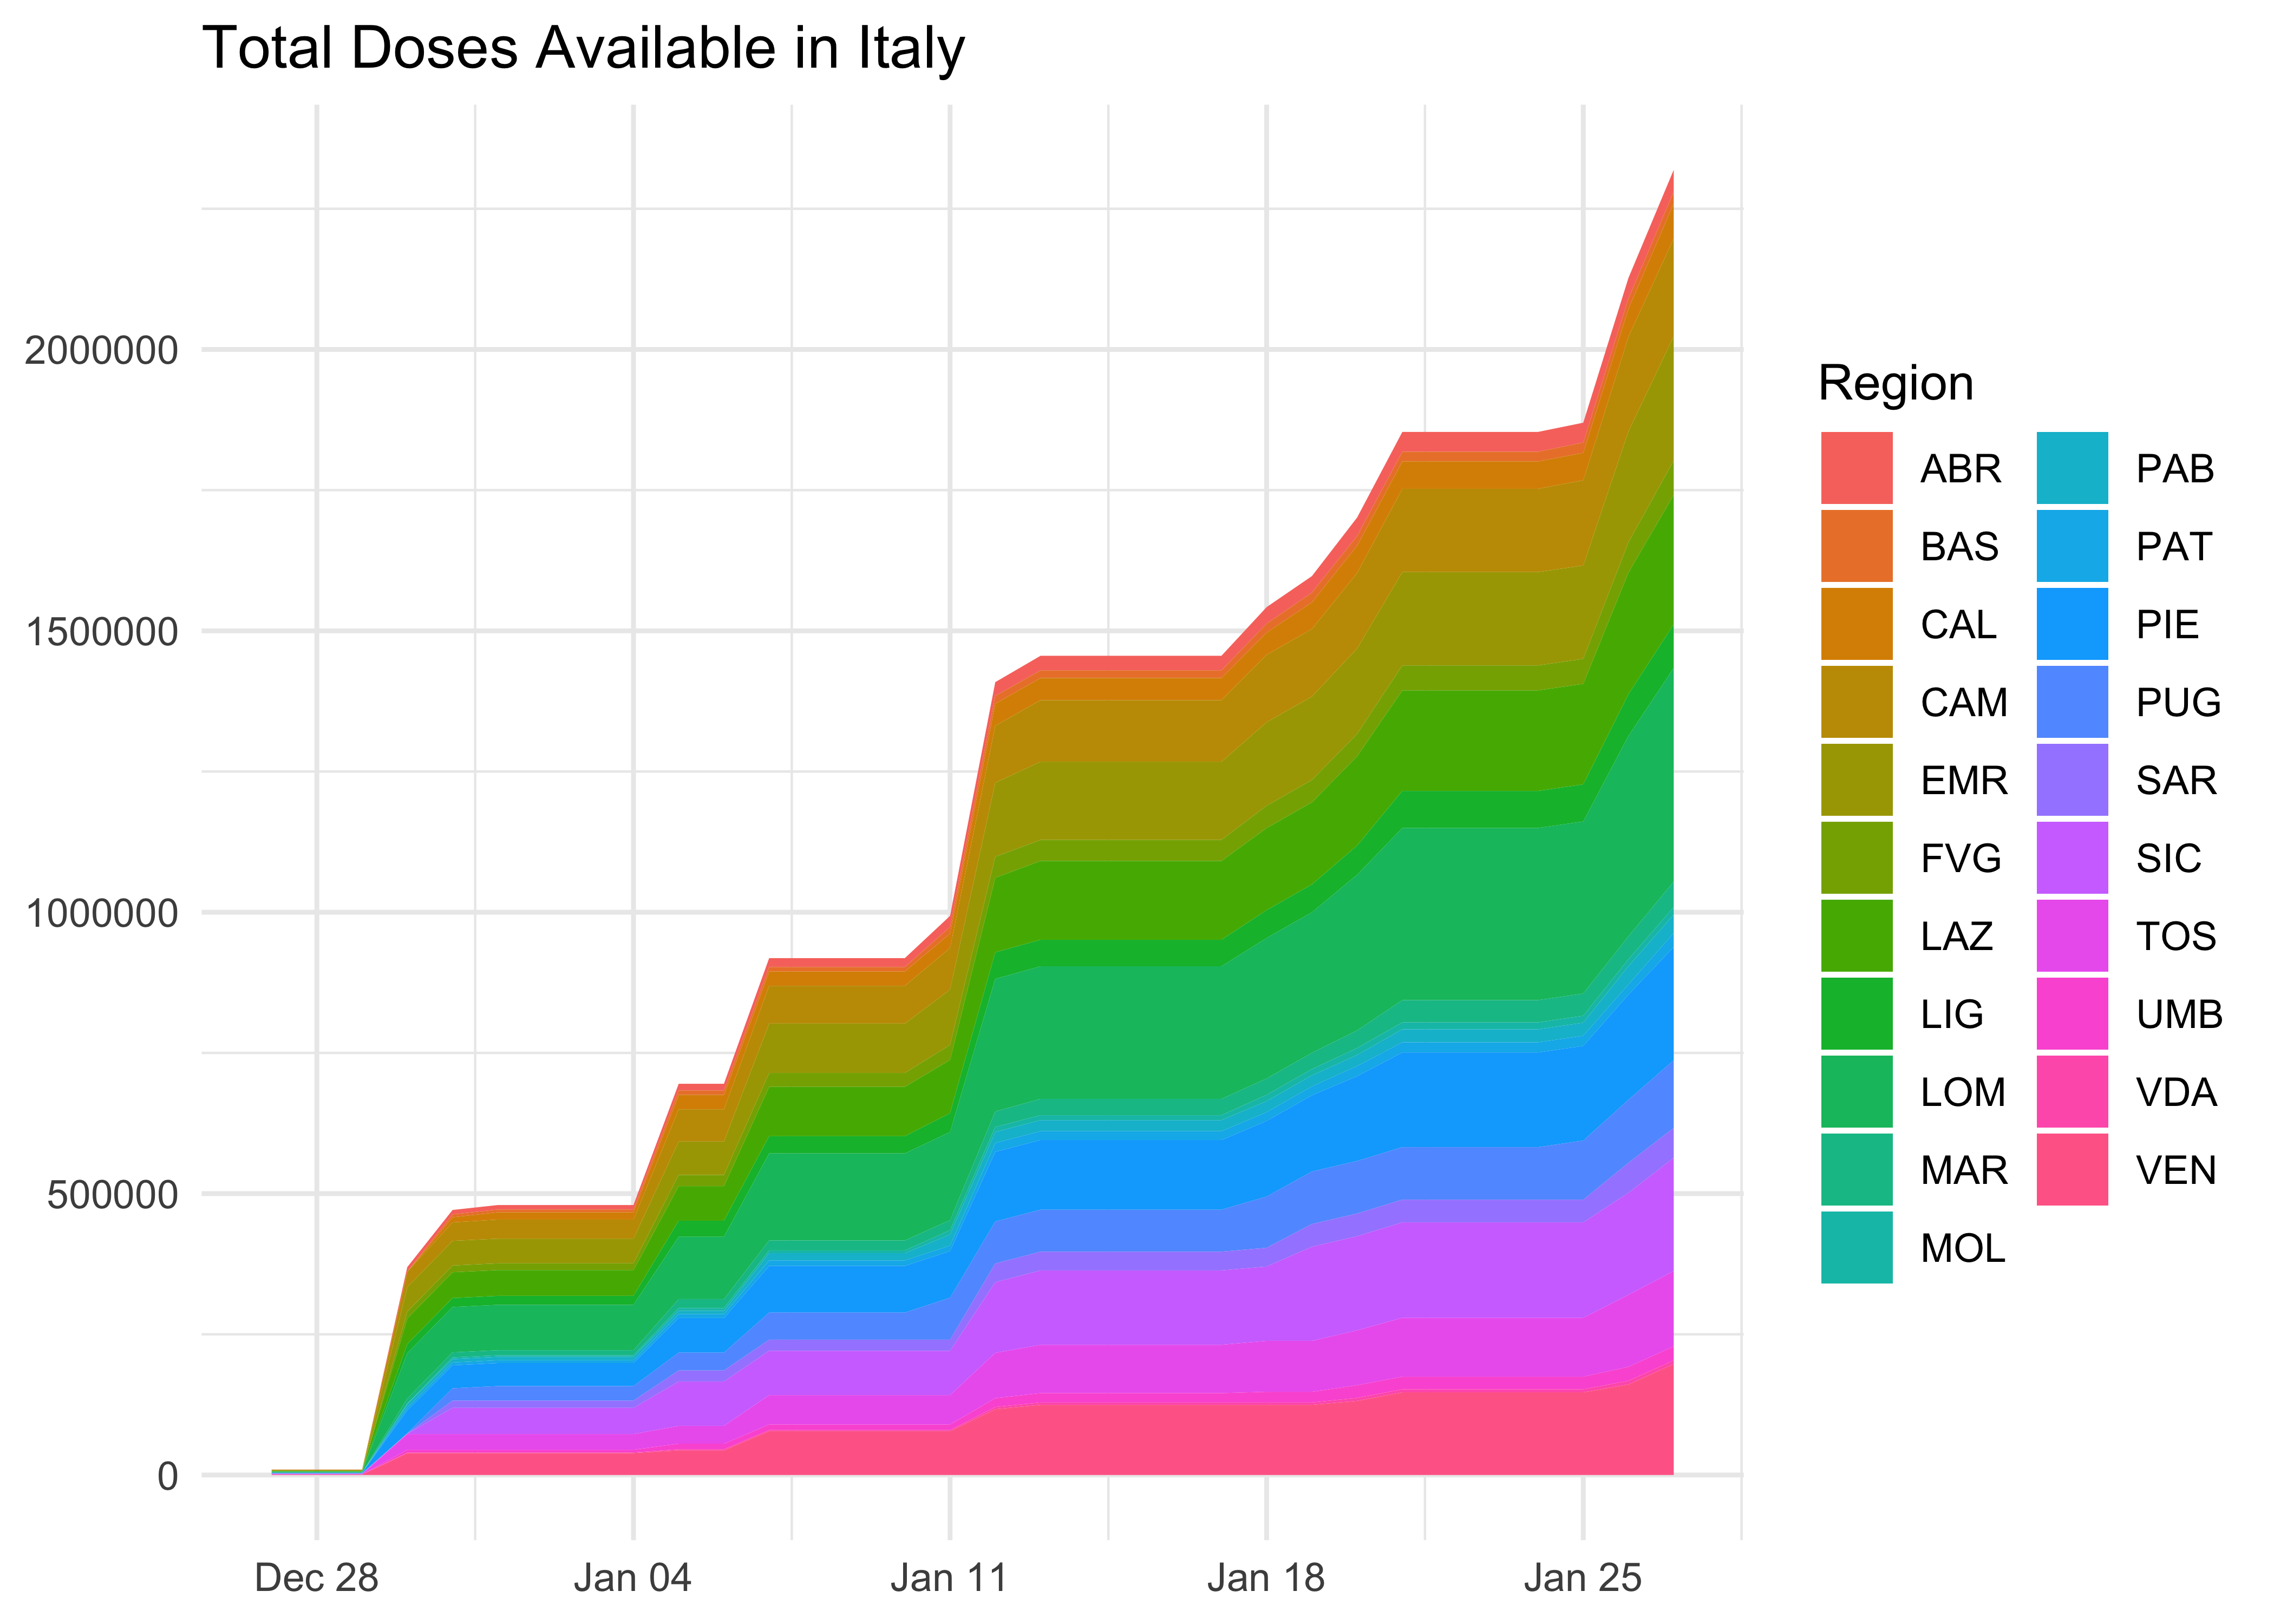 Total Doses Available in Italy
2000000
1500000
1000000
500000
0
Dec 28 Jan 04 Jan 11 Jan 18 Jan 25
Region
ABR PAB
BAS PAT
CAL PIE
CAM PUG
EMR SAR
FVG SIC
LAZ TOS
LIG UMB
LOM VDA
MAR VEN
MOL